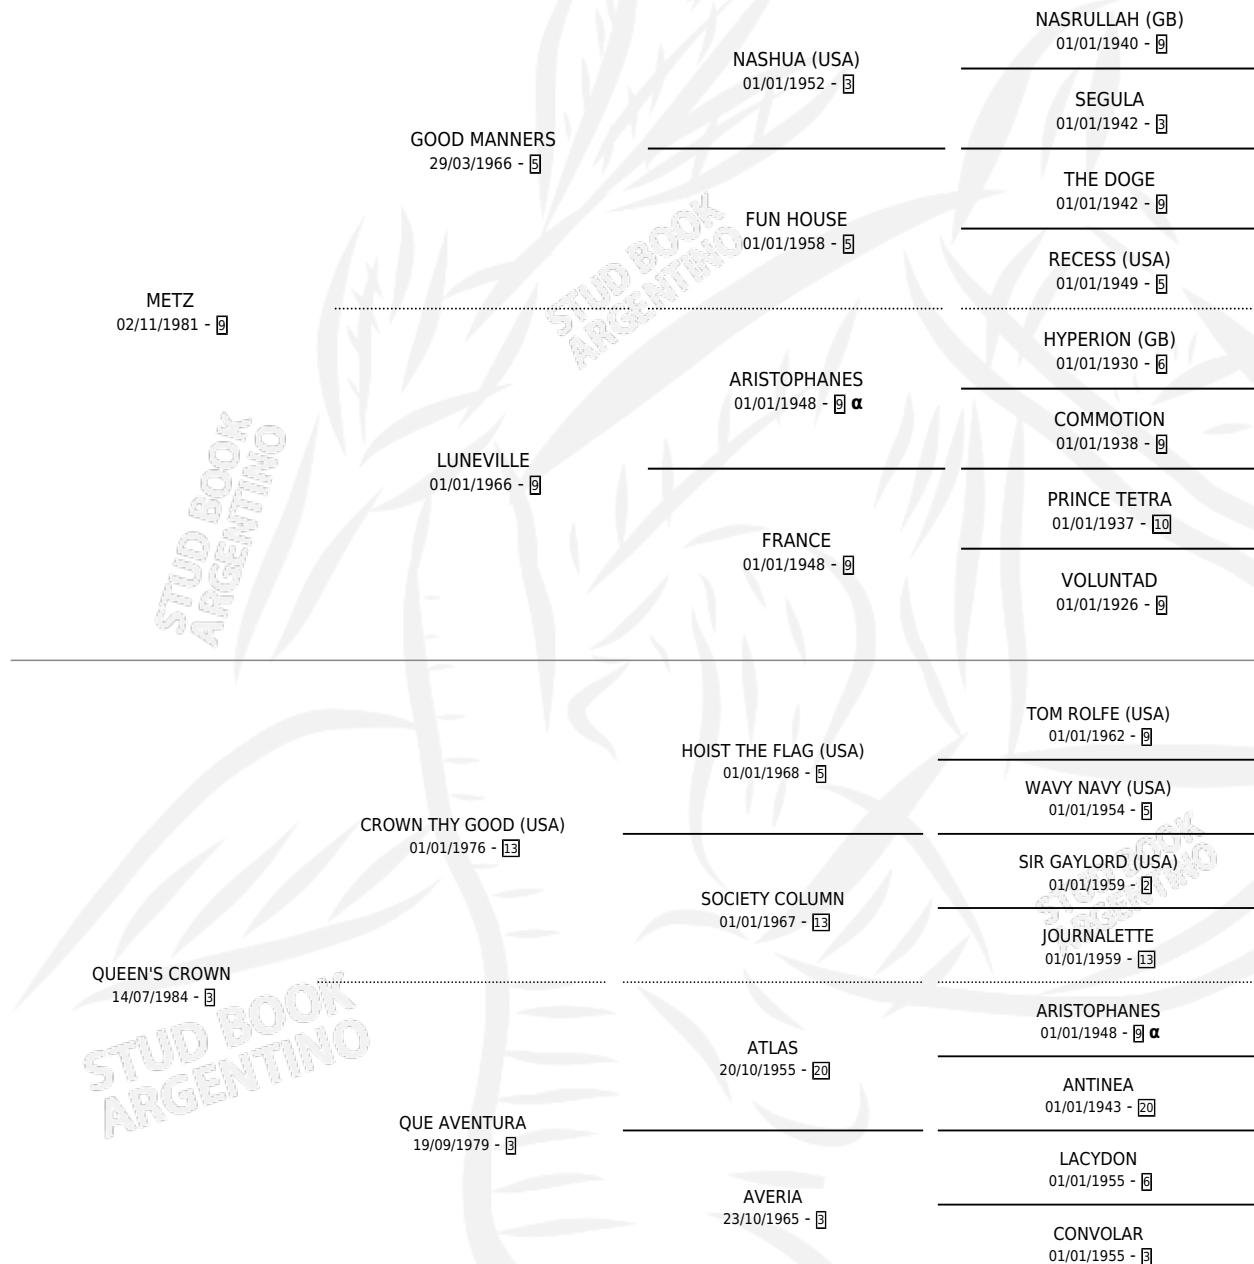 NASRULLAH (GB)
01/01/1940 - 9
NASHUA (USA)
01/01/1952 - 3
SEGULA
01/01/1942 - 3
GOOD MANNERS
29/03/1966 - 5
THE DOGE
01/01/1942 - 9
FUN HOUSE
01/01/1958 - 5
RECESS (USA)
01/01/1949 - 5
METZ
02/11/1981 - 9
HYPERION (GB)
01/01/1930 - 6
ARISTOPHANES
01/01/1948 - 9 α
COMMOTION
01/01/1938 - 9
LUNEVILLE
01/01/1966 - 9
PRINCE TETRA
01/01/1937 - 10
FRANCE
01/01/1948 - 9
VOLUNTAD
01/01/1926 - 9
TOM ROLFE (USA)
01/01/1962 - 9
HOIST THE FLAG (USA)
01/01/1968 - 5
WAVY NAVY (USA)
01/01/1954 - 5
CROWN THY GOOD (USA)
01/01/1976 - 13
SIR GAYLORD (USA)
01/01/1959 - 2
SOCIETY COLUMN
01/01/1967 - 13
JOURNALETTE
01/01/1959 - 13
QUEEN'S CROWN
14/07/1984 - 3
ARISTOPHANES
01/01/1948 - 9 α
ATLAS
20/10/1955 - 20
ANTINEA
01/01/1943 - 20
QUE AVENTURA
19/09/1979 - 3
LACYDON
01/01/1955 - 6
AVERIA
23/10/1965 - 3
CONVOLAR
01/01/1955 - 3
STUD BOOK
ARGENTINO
STUD BOOK
ARGENTINO
STUD BOOK
ARGENTINO
STUD BOOK
ARGENTINO